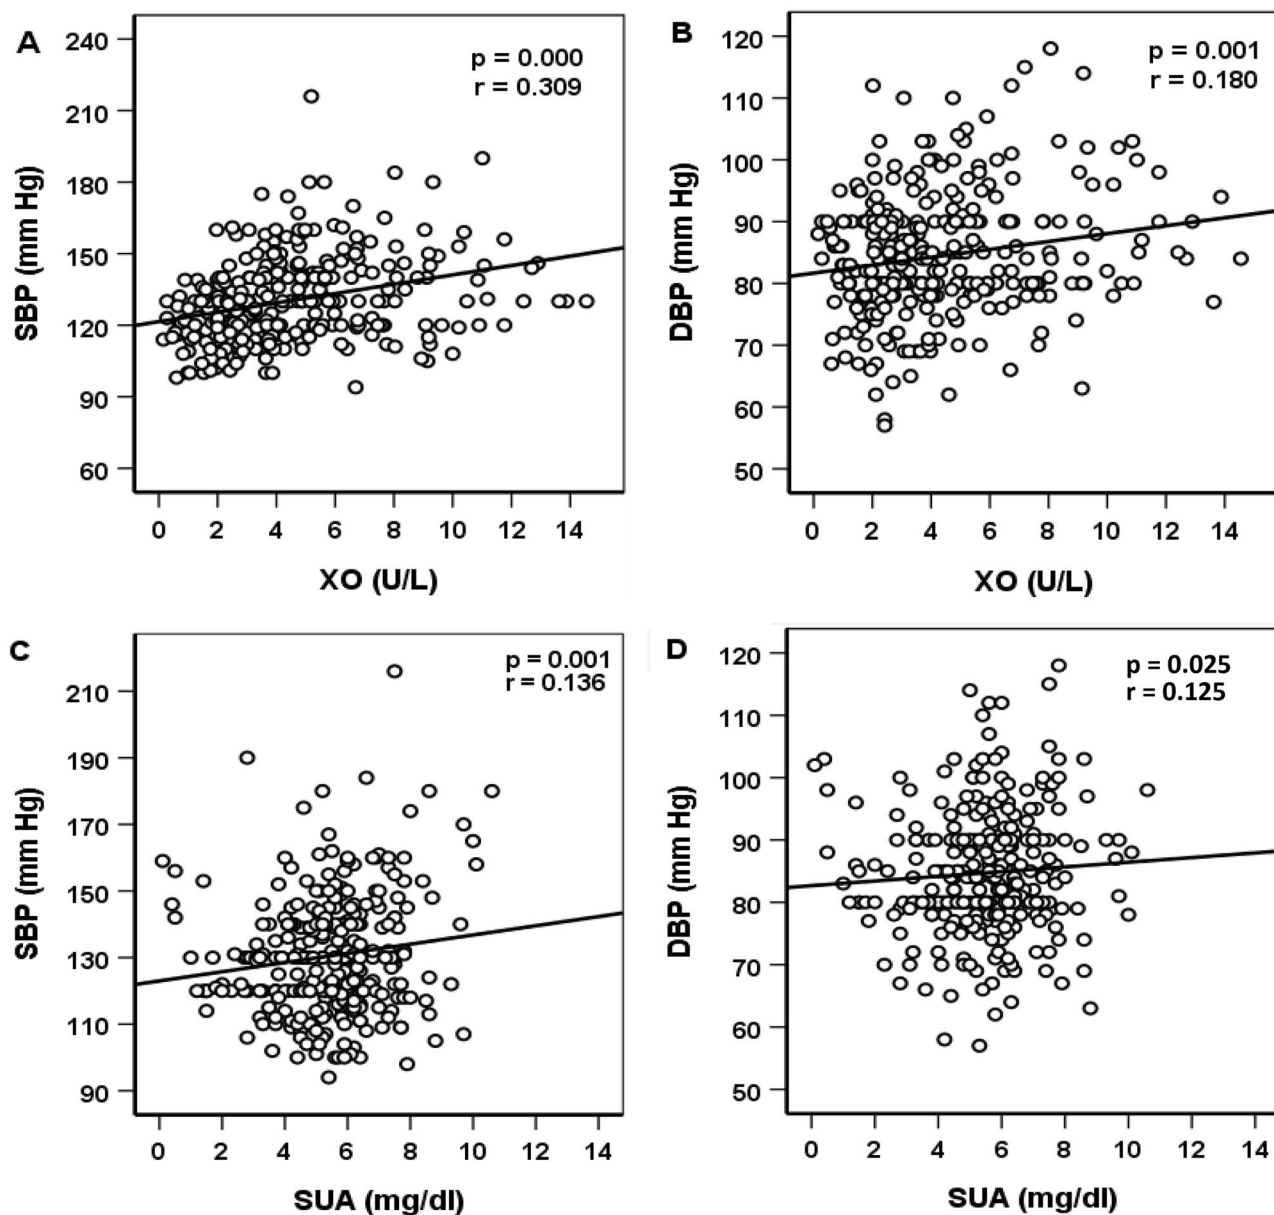 A
p = 0.000
r = 0.309
SBP (mm Hg)
240
210
180
150
120
90
60
0 2 4 6 8 10 12 14
XO (U/L)
B
p = 0.001
r = 0.180
DBP (mm Hg)
120
110
100
90
80
70
60
50
0 2 4 6 8 10 12 14
XO (U/L)
C
p = 0.001
r = 0.136
SBP (mm Hg)
210
190
170
150
130
110
90
0 2 4 6 8 10 12 14
SUA (mg/dl)
D
p = 0.025
r = 0.125
DBP (mm Hg)
120
110
100
90
80
70
60
50
0 2 4 6 8 10 12 14
SUA (mg/dl)